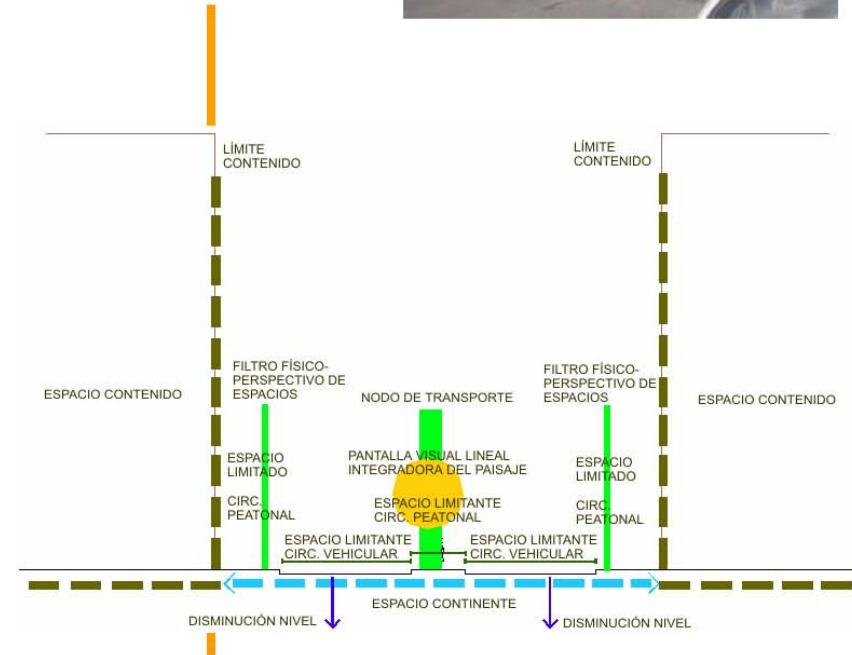 LÍMITE
CONTENIDO
LÍMITE
CONTENIDO
FILTRO FÍSICO-
PERSPECTIVO DE
ESPACIOS
FILTRO FÍSICO-
PERSPECTIVO DE
ESPACIOS
ESPACIO CONTENIDO
NODO DE TRANSPORTE
ESPACIO CONTENIDO
ESPACIO
LIMITADO
PANTALLA VISUAL LINEAL
INTEGRADORA DEL PAISAJE
ESPACIO
LIMITADO
CIRC.
PEATONAL
ESPACIO LIMITANTE
CIRC. PEATONAL
CIRC.
PEATONAL
ESPACIO LIMITANTE
CIRC. VEHICULAR
ESPACIO LIMITANTE
CIRC. VEHICULAR
ESPACIO CONTINENTE
DISMINUCIÓN NIVEL
DISMINUCIÓN NIVEL